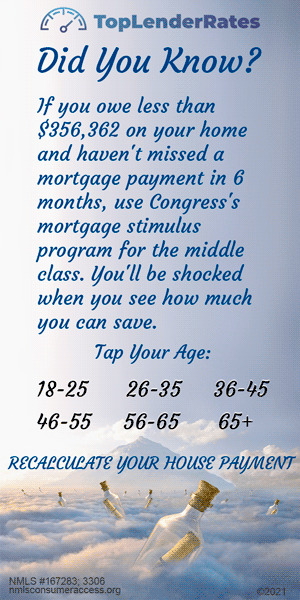 TopLenderRates
Did You Know?
If you owe less than
$356,362 on your home
and haven't missed a
mortgage payment in 6
months, use Congress's
mortgage stimulus
program for the middle
class. You'll be shocked
when you see how much
you can save.
Tap Your Age:
18-25 26-35 36-45
46-55 56-65 65+
RECALCULATE YOUR HOUSE PAYMENT
NMLS #167283; 3306
nmlsconsumeraccess.org ©2021